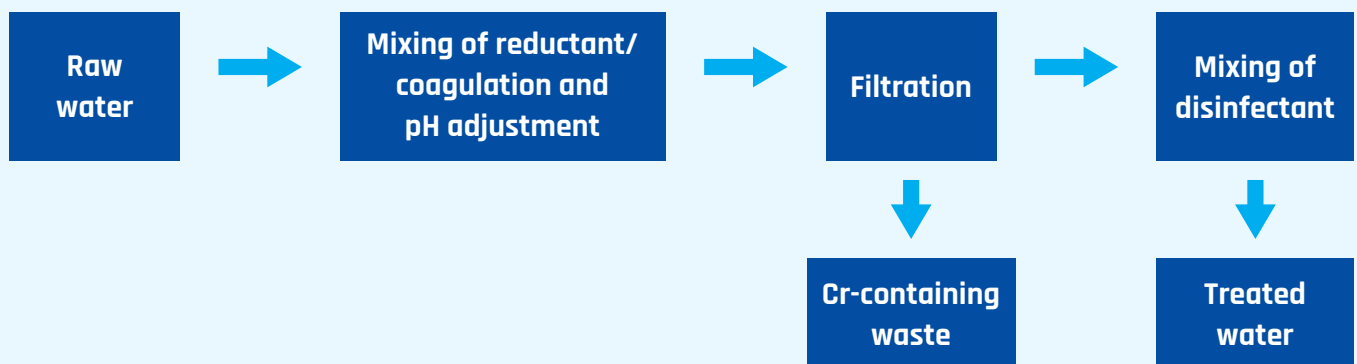 Raw
water
Mixing of reductant/
coagulation and
pH adjustment
Filtration
Mixing of
disinfectant
Cr-containing
waste
Treated
water